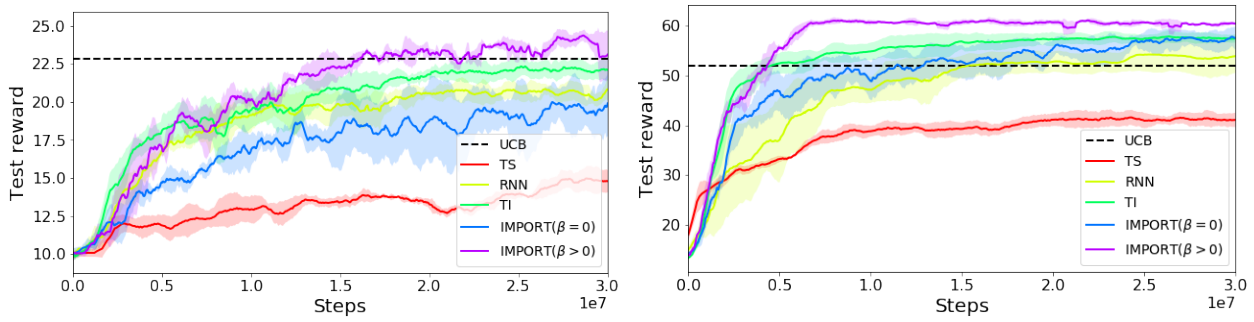 25.0
22.5
20.0
17.5
15.0
12.5
10.0
Test reward
0.0 0.5 1.0 1.5 2.0 2.5 3.0
Steps
1e7
UCB
TS
RNN
TI
IMPORT(β = 0)
IMPORT(β > 0)
60
50
40
30
20
Test reward
0.0 0.5 1.0 1.5 2.0 2.5 3.0
Steps
1e7
UCB
TS
RNN
TI
IMPORT(β = 0)
IMPORT(β > 0)